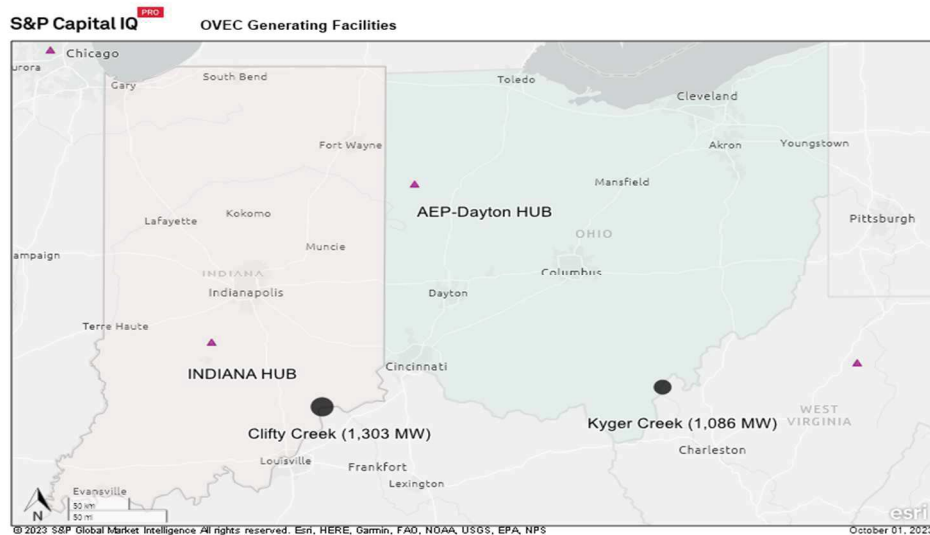 S&P Capital IQ PRO
OVEC Generating Facilities
Chicago
urora
Gary
South Bend
Toledo
Cleveland
Fort Wayne
Akron
Youngstown
Mansfield
AEP-Dayton HUB
Lafayette
Kokomo
Pittsburgh
OHIO
Muncie
ampaign
INDIANA
Columbus
Indianapolis
Dayton
Terre Haute
Cincinnati
INDIANA HUB
WEST
VIRGINIA
Kyger Creek (1,086 MW)
Clifty Creek (1,303 MW)
Charleston
Louisville
Frankfort
Lexington
Evansville
50 km
50 mi
N
esri
© 2023 S&P Global Market Intelligence All rights reserved. Esri, HERE, Garmin, FAO, NOAA, USGS, EPA, NPS
October 01, 2023